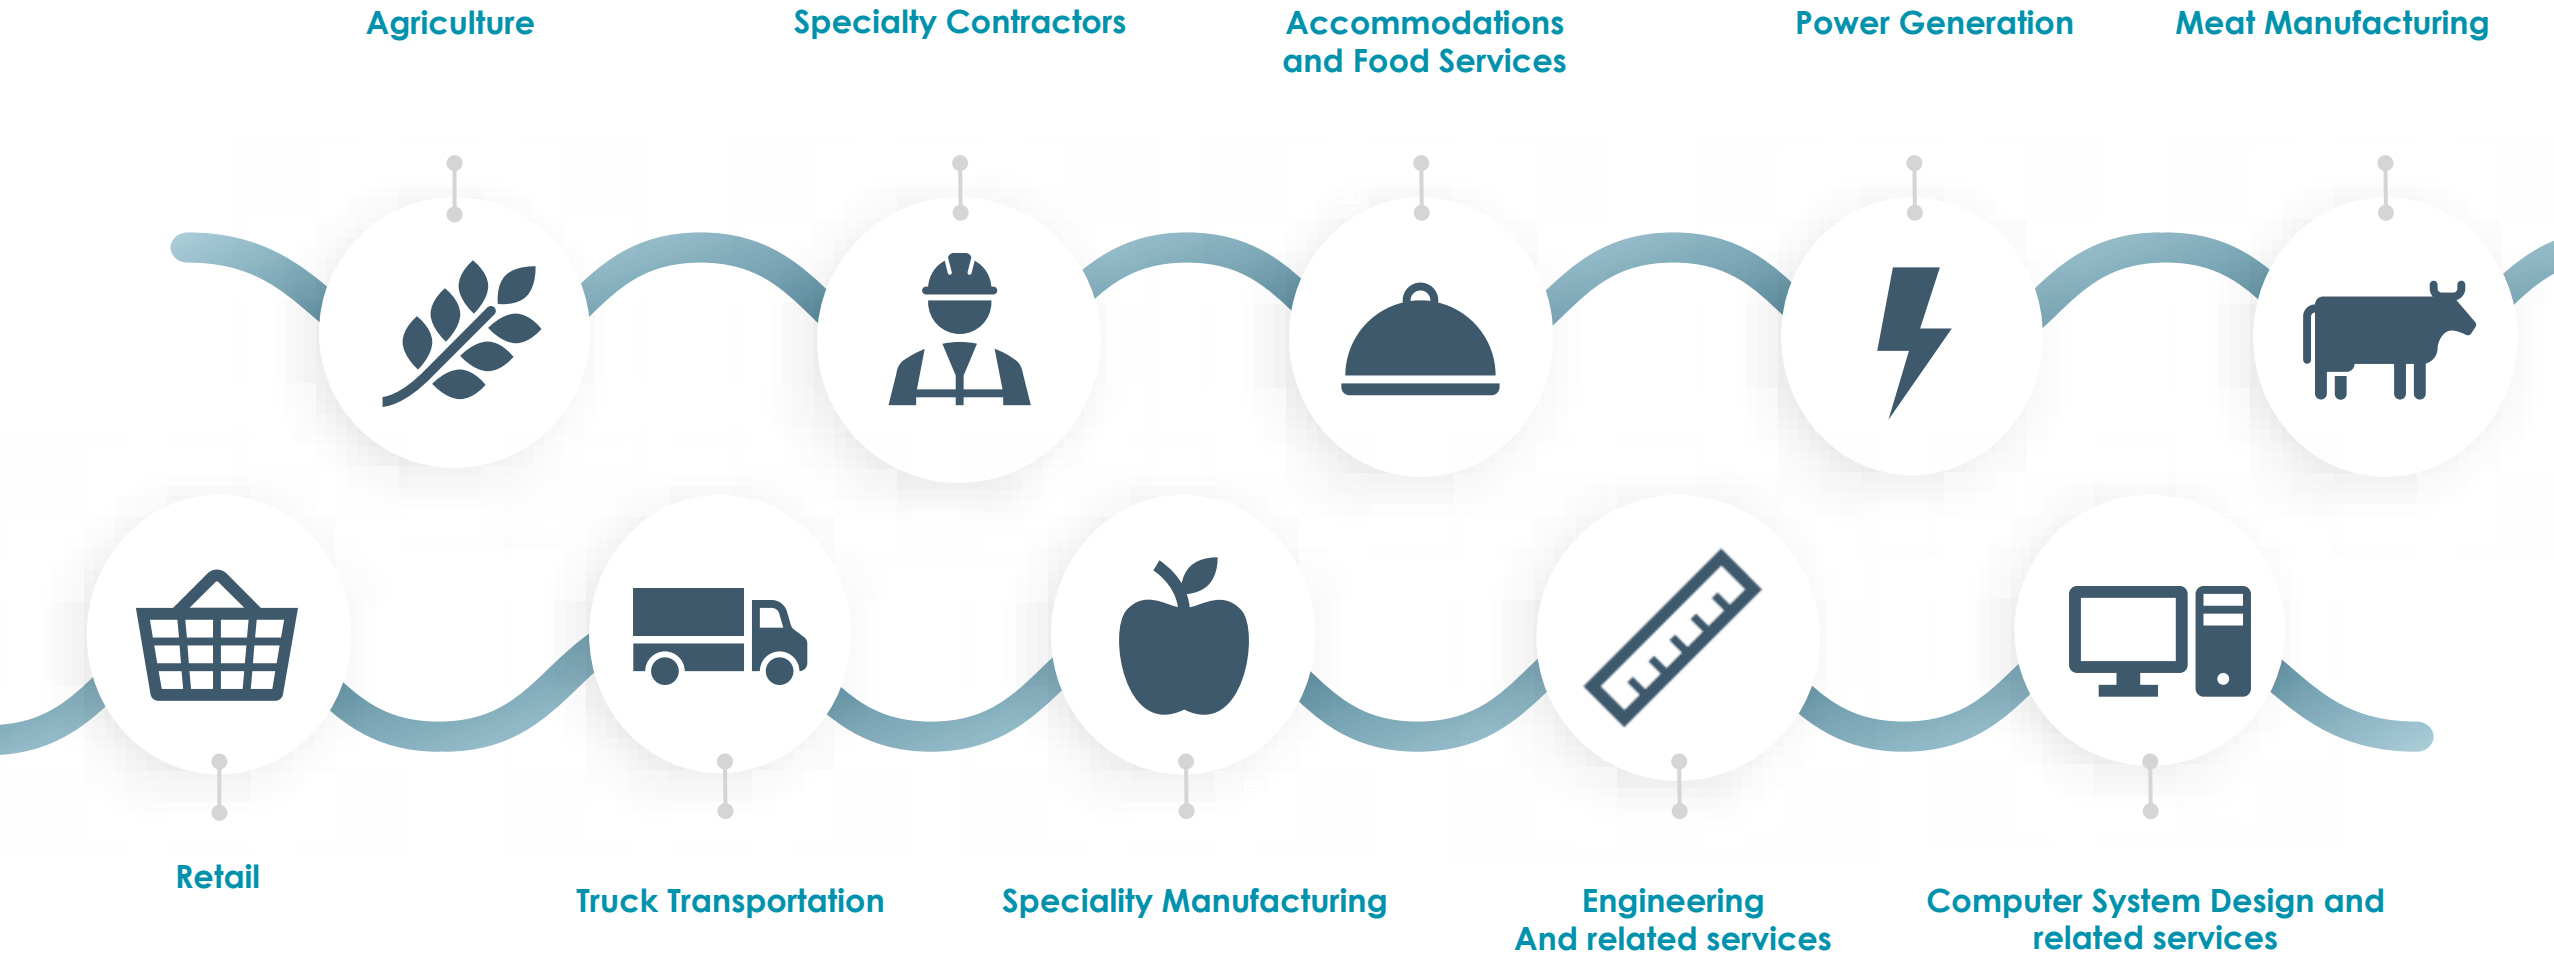 Agriculture
Specialty Contractors
Accommodations
and Food Services
Power Generation
Meat Manufacturing
Retail
Truck Transportation
Speciality Manufacturing
Engineering
And related services
Computer System Design and
related services